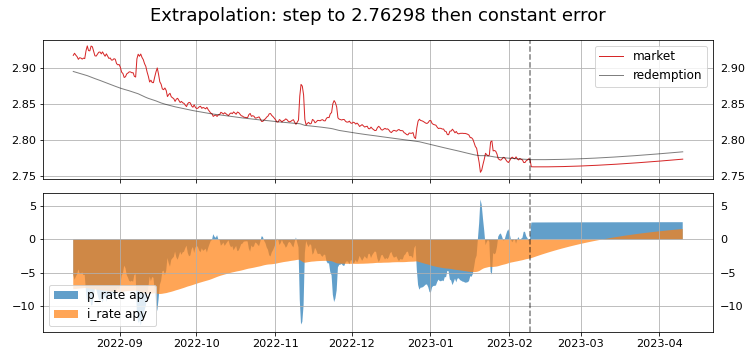 Extrapolation: step to 2.76298 then constant error
2.90
2.85
2.80
2.75
market
redemption
2.90
2.85
2.80
2.75
5
0
−5
−10
p_rate apy
i_rate apy
5
0
−5
−10
2022-09 2022-10 2022-11 2022-12 2023-01 2023-02 2023-03 2023-04